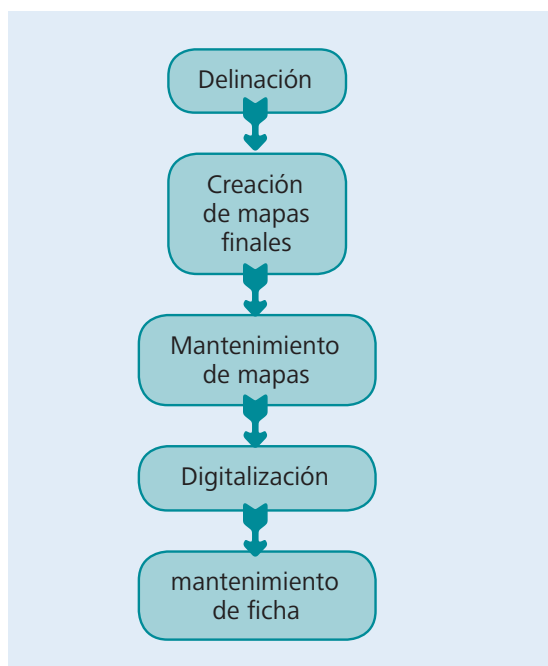 Delinación
Creación
de mapas
finales
Mantenimiento
de mapas
Digitalización
mantenimiento
de ficha